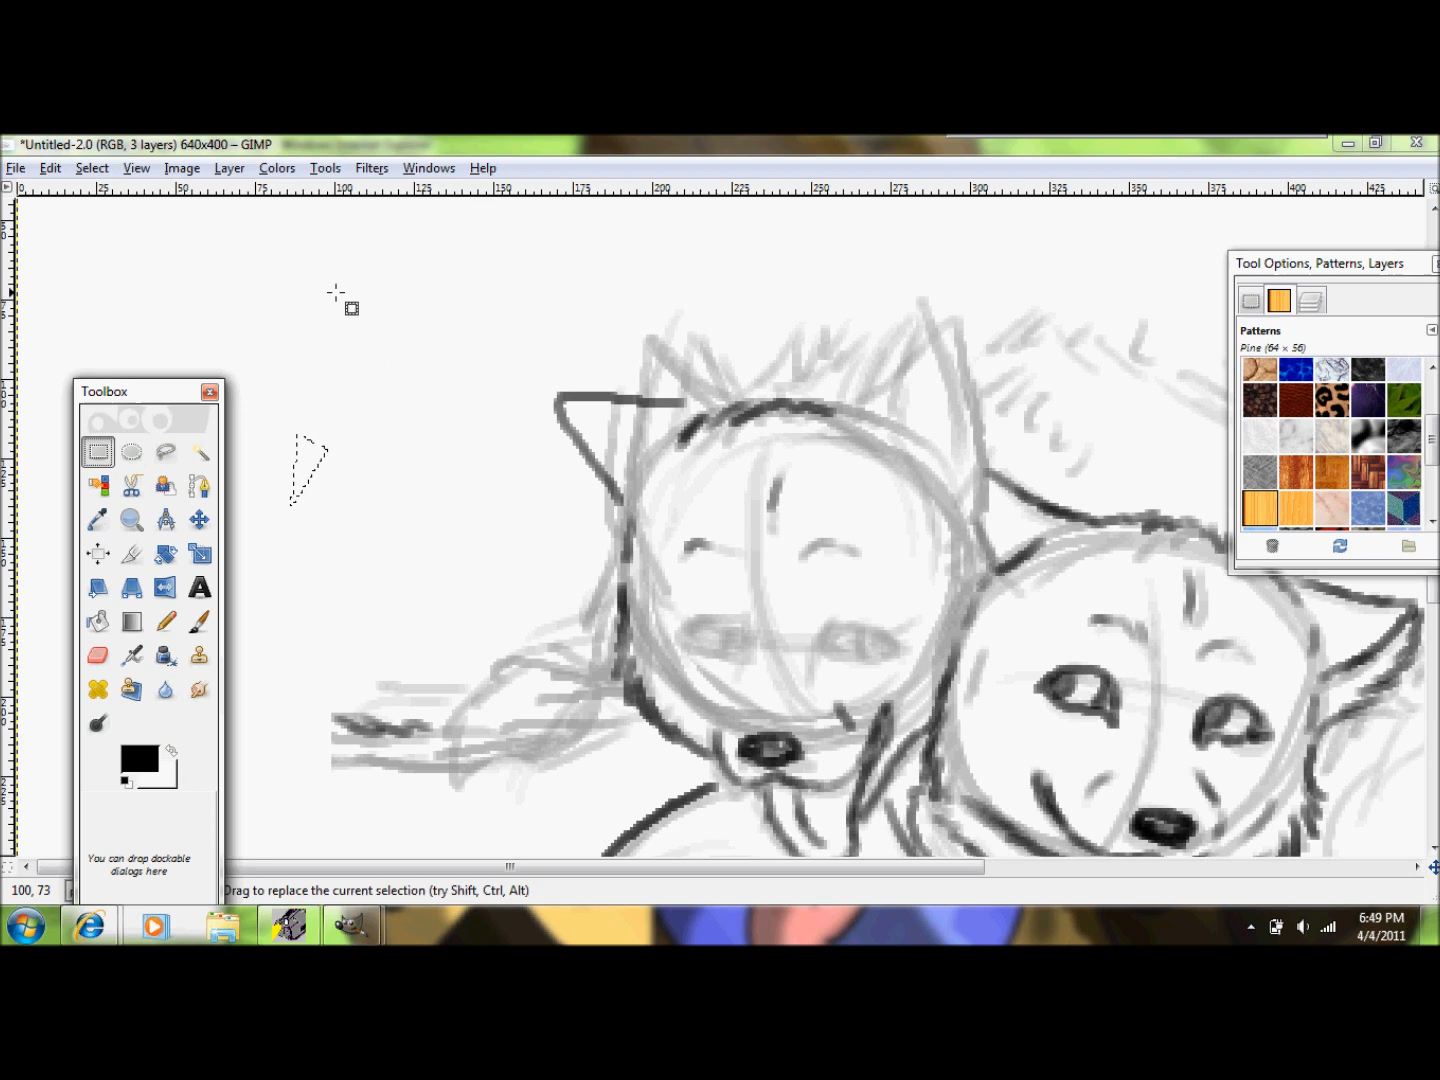 *Untitled-2.0 (RGB, 3 layers) 640x400 – GIMP
File Edit Select View Image Layer Colors Tools Filters Windows Help
0 25 50 75 100 125 150 175 200 225 250 275 300 325 350 375 400 425
Tool Options, Patterns, Layers
Patterns
Pine (64 × 56)
Toolbox
A
You can drop dockable
dialogs here
100, 73
Drag to replace the current selection (try Shift, Ctrl, Alt)
6:49 PM
4/4/2011